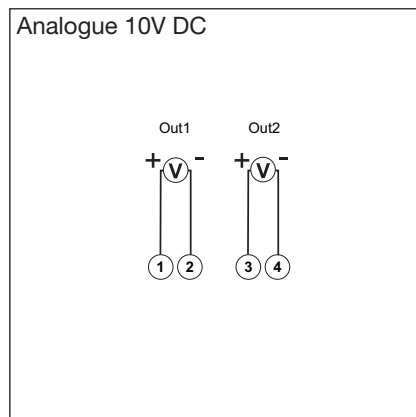 Analogue 10V DC
Out1 Out2
+ V - + V -
1 2 3 4